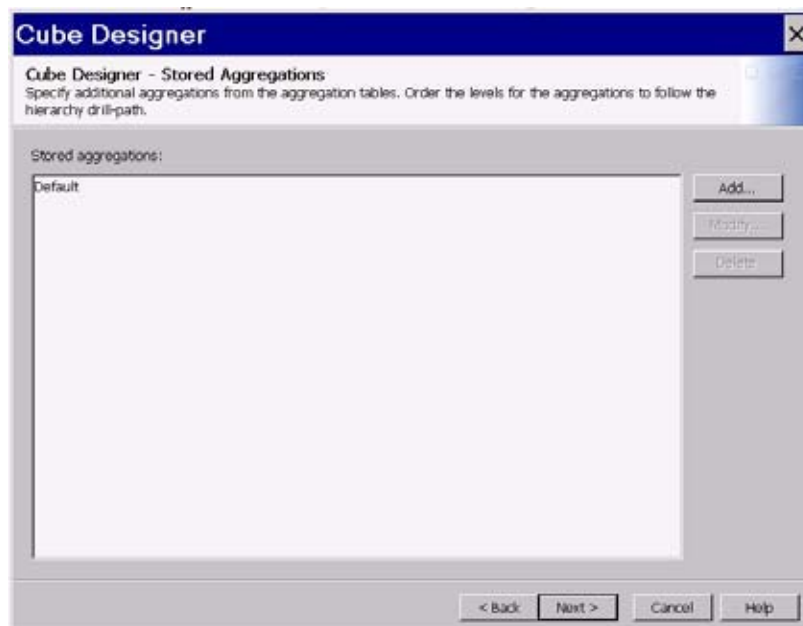 Cube Designer
Cube Designer - Stored Aggregations
Specify additional aggregations from the aggregation tables. Order the levels for the aggregations to follow the
hierarchy drill-path.
Stored aggregations:
Default
Add...
Modify...
Delete
< Back
Next >
Cancel
Help